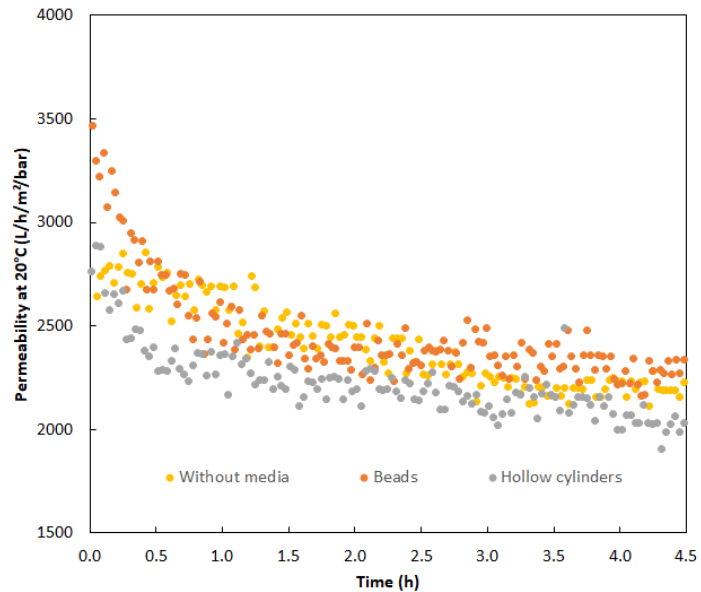 4000
3500
3000
2500
2000
1500
Permeability at 20°C (L/h/m²/bar)
Without media
Beads
Hollow cylinders
0.0 0.5 1.0 1.5 2.0 2.5 3.0 3.5 4.0 4.5
Time (h)